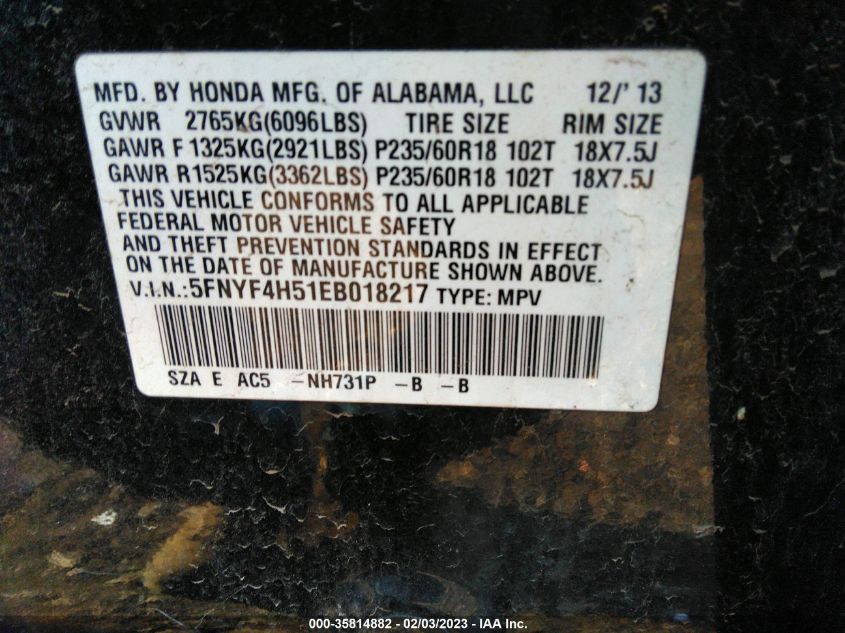 MFD. BY HONDA MFG. OF ALABAMA, LLC 12/' 13
GVWR 2765KG(6096LBS) TIRE SIZE RIM SIZE
GAWR F 1325KG(2921LBS) P235/60R18 102T 18X7.5J
GAWR R1525KG(3362LBS) P235/60R18 102T 18X7.5J
THIS VEHICLE CONFORMS TO ALL APPLICABLE
FEDERAL MOTOR VEHICLE SAFETY
AND THEFT PREVENTION STANDARDS IN EFFECT
ON THE DATE OF MANUFACTURE SHOWN ABOVE.
V.I.N.:5FNYF4H51EB018217 TYPE: MPV
SZA E AC5 -NH731P -B -B
000-35814882 - 02/03/2023 - IAA Inc.